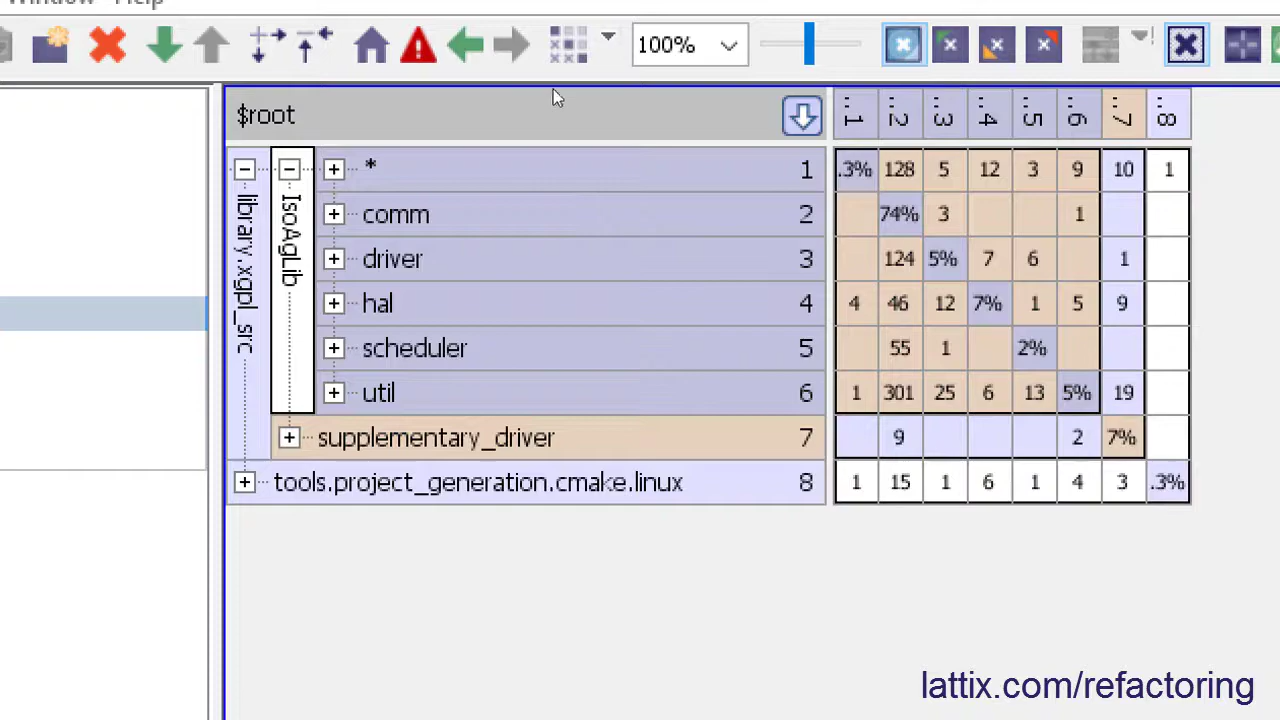 Window Help
100%
$root
.. 1 .. 2 .. 3 .. 4 .. 5 .. 6 .. 7 .. 8
library.xgpl_src
IsoAgLib
* 1 .3% 128 5 12 3 9 10 1
comm 2 74% 3 1
driver 3 124 5% 7 6 1
hal 4 4 46 12 7% 1 5 9
scheduler 5 55 1 2%
util 6 1 301 25 6 13 5% 19
supplementary_driver 7 9 2 7%
tools.project_generation.cmake.linux 8 1 15 1 6 1 4 3 .3%
lattix.com/refactoring